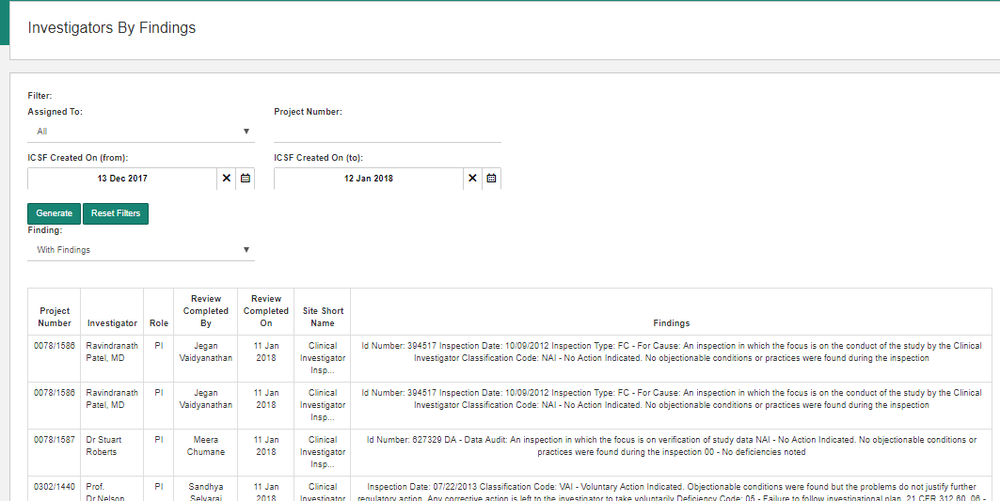 Investigators By Findings
Filter:
Assigned To:
Project Number:
All
ICSF Created On (from):
ICSF Created On (to):
13 Dec 2017
12 Jan 2018
Generate
Reset Filters
Finding:
With Findings
Project Number
Investigator
Role
Review Completed By
Review Completed On
Site Short Name
Findings
0078/1586
Ravindranath
Patel, MD
PI
Jegan
Vaidyanathan
11 Jan
2018
Clinical
Investigator
Insp...
Id Number: 394517 Inspection Date: 10/09/2012 Inspection Type: FC - For Cause: An inspection in which the focus is on the conduct of the study by the Clinical
Investigator Classification Code: NAI - No Action Indicated. No objectionable conditions or practices were found during the inspection
0078/1586
Ravindranath
Patel, MD
PI
Jegan
Vaidyanathan
11 Jan
2018
Clinical
Investigator
Insp...
Id Number: 394517 Inspection Date: 10/09/2012 Inspection Type: FC - For Cause: An inspection in which the focus is on the conduct of the study by the Clinical
Investigator Classification Code: NAI - No Action Indicated. No objectionable conditions or practices were found during the inspection
0078/1587
Dr Stuart
Roberts
PI
Meera
Chumane
11 Jan
2018
Clinical
Investigator
Insp...
Id Number: 627329 DA - Data Audit: An inspection in which the focus is on verification of study data NAI - No Action Indicated. No objectionable conditions or
practices were found during the inspection 00 - No deficiencies noted
0302/1440
Prof.
Dr.Nelson
PI
Sandhya
Selvaraj
11 Jan
2018
Clinical
Investigator
Inspection Date: 07/22/2013 Classification Code: VAI - Voluntary Action Indicated. Objectionable conditions were found but the problems do not justify further
regulatory action. Any corrective action is left to the investigator to take voluntarily Deficiency Code: 05 - Failure to follow investigational plan, 21 CFR 312.60, 06 -